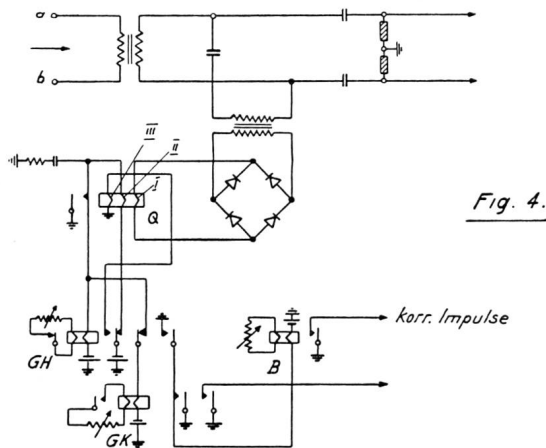 a
b
III
II
I
Q
Fig. 4.
korr. Impulse
GH
B
GK